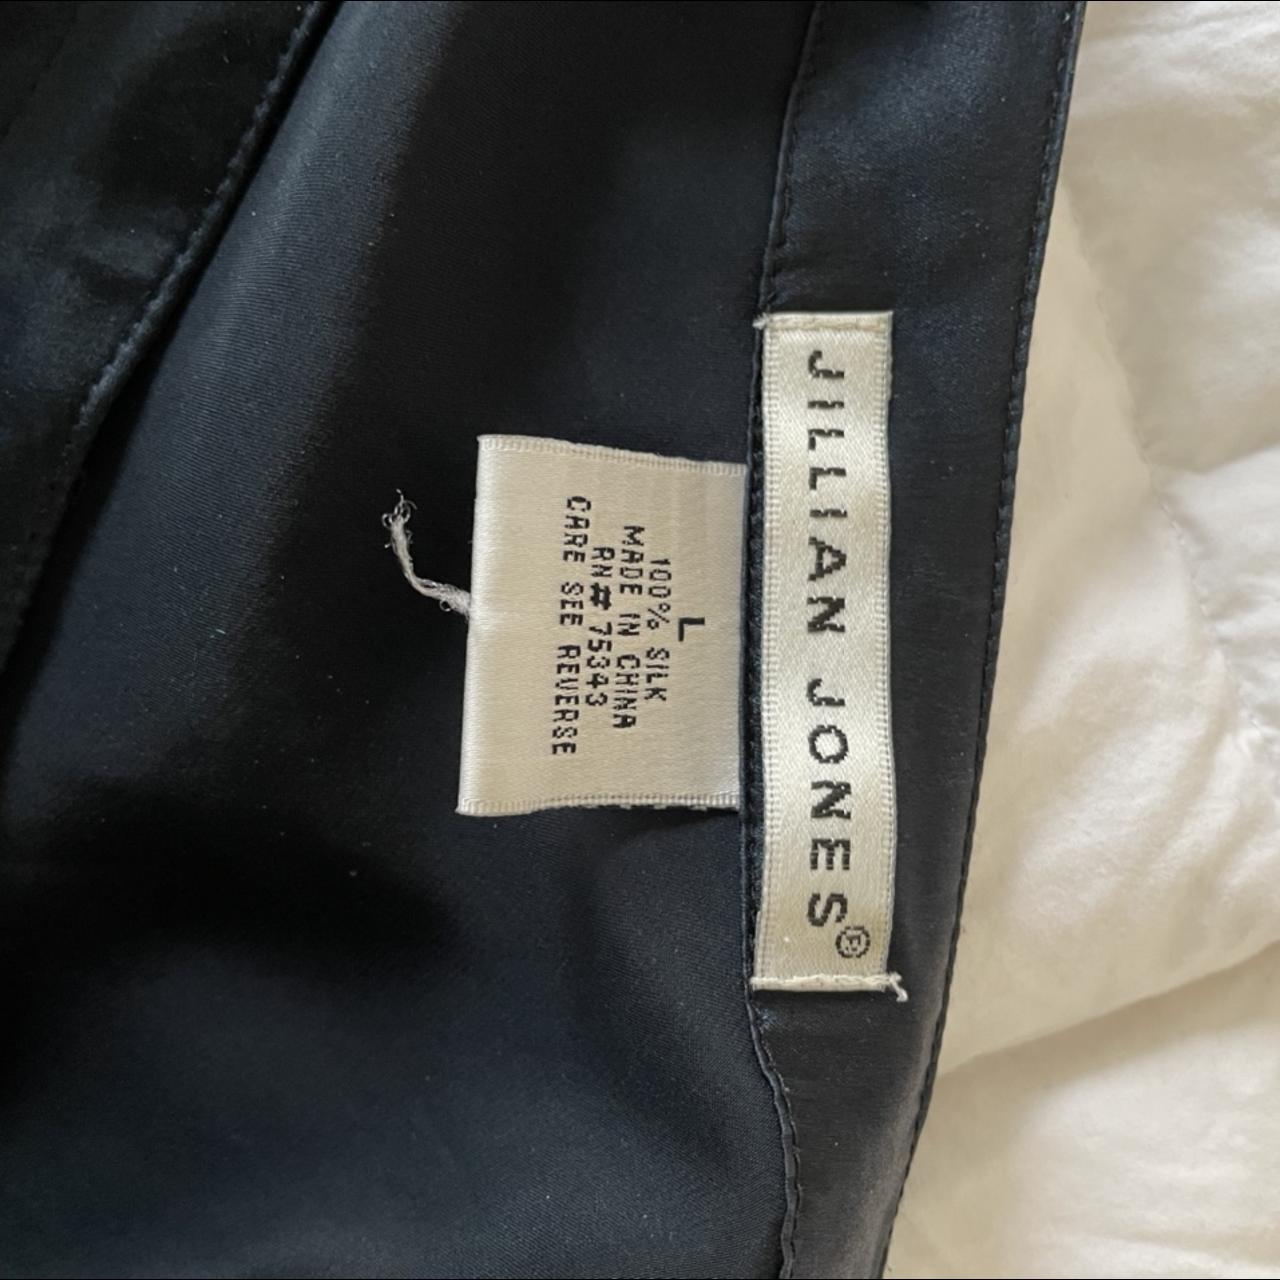 JILLIAN JONES®
L
100% SILK
MADE IN CHINA
RN# 75343
CARE SEE REVERSE